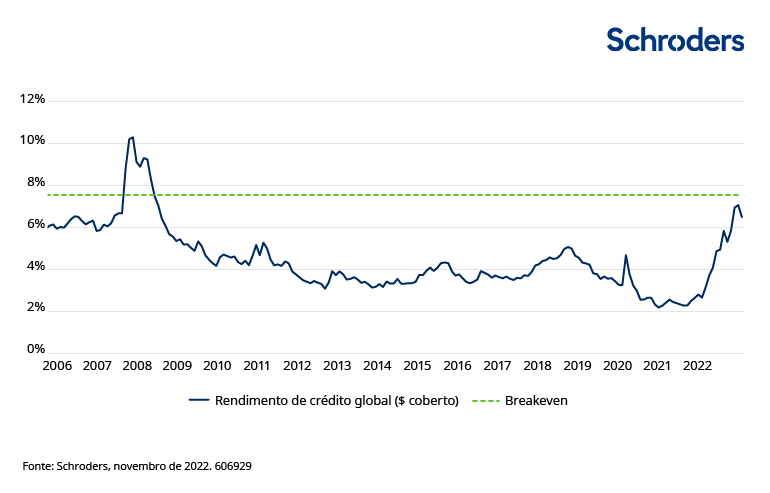 Schroders
12%
10%
8%
6%
4%
2%
0%
2006 2007 2008 2009 2010 2011 2012 2013 2014 2015 2016 2017 2018 2019 2020 2021 2022
Rendimento de crédito global ($ coberto) Breakeven
Fonte: Schroders, novembro de 2022. 606929